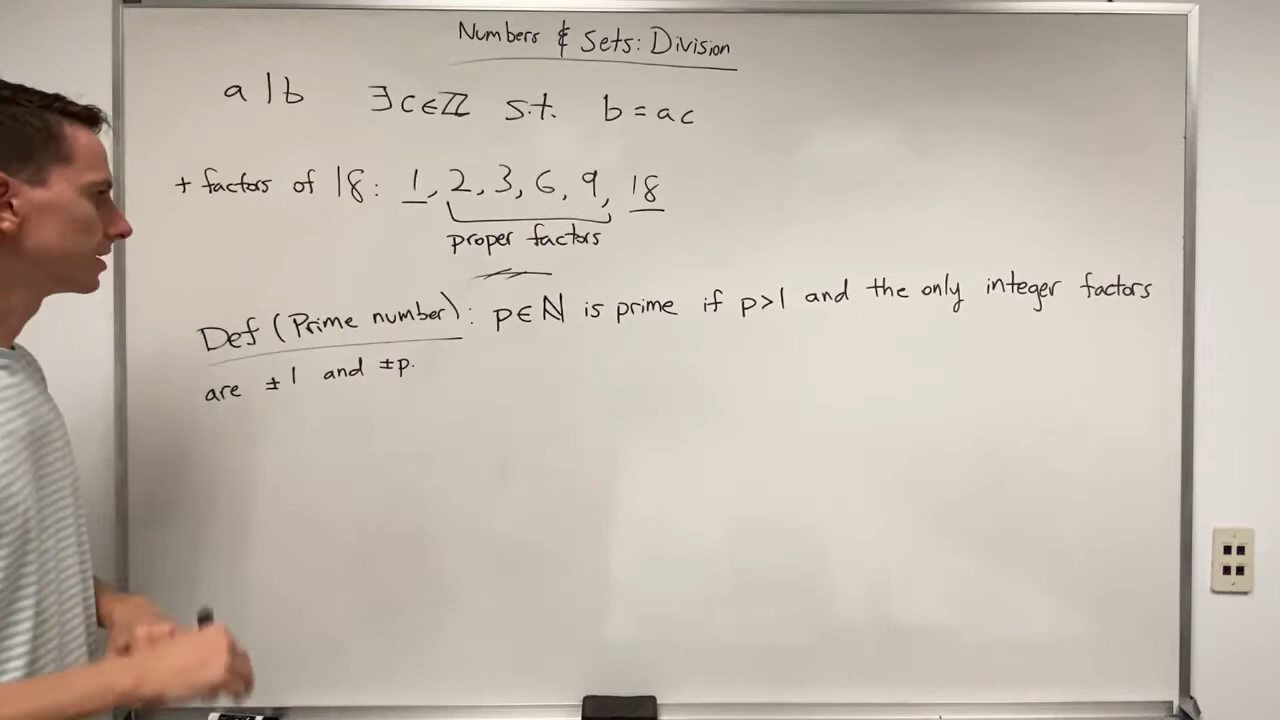 Numbers & Sets: Division
a | b ∃ c ∈ ℤ s.t. b = ac
+ factors of 18: 1, 2, 3, 6, 9, 18
proper factors
Def (Prime number): p ∈ ℕ is prime if p > 1 and the only integer factors
are ± 1 and ± p.